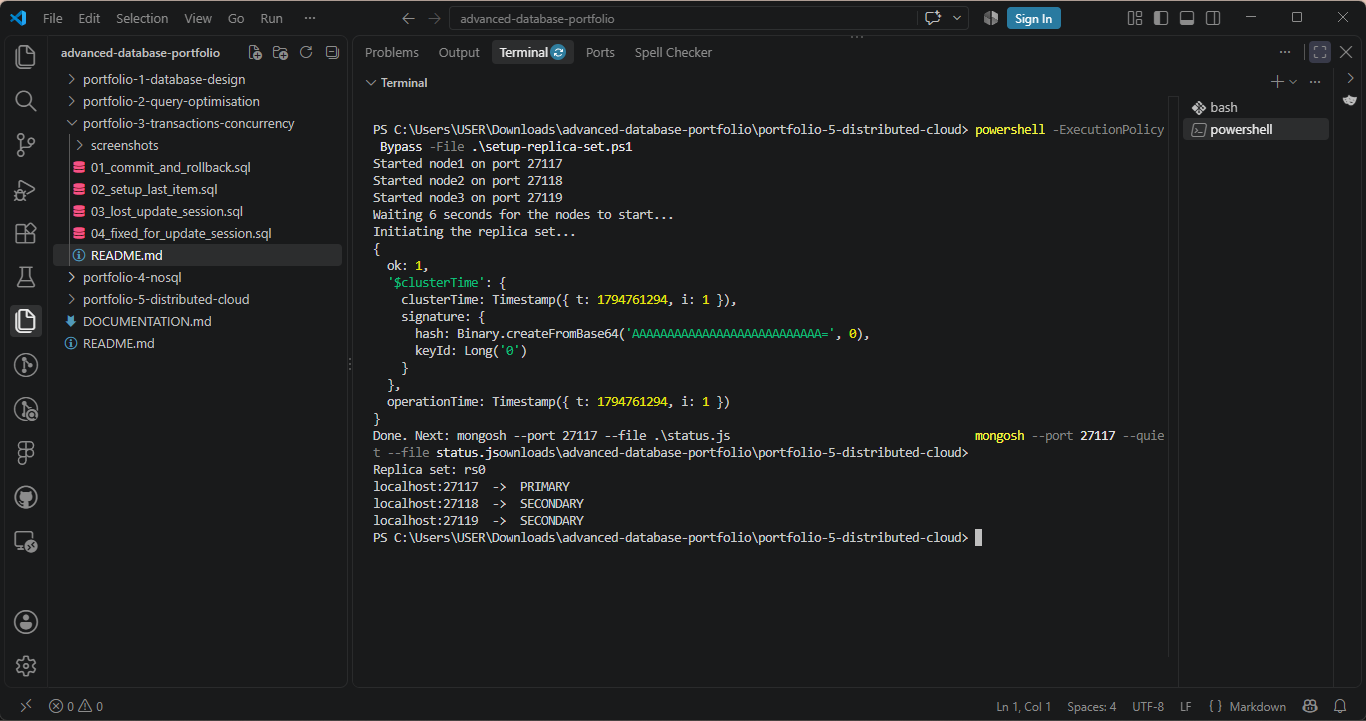 File Edit Selection View Go Run ···
advanced-database-portfolio
Sign In
advanced-database-portfolio
portfolio-1-database-design
portfolio-2-query-optimisation
portfolio-3-transactions-concurrency
screenshots
01_commit_and_rollback.sql
02_setup_last_item.sql
03_lost_update_session.sql
04_fixed_for_update_session.sql
README.md
portfolio-4-nosql
portfolio-5-distributed-cloud
DOCUMENTATION.md
README.md
Problems Output Terminal Ports Spell Checker
Terminal
PS C:\Users\USER\Downloads\advanced-database-portfolio\portfolio-5-distributed-cloud> powershell -ExecutionPolicy
Bypass -File .\setup-replica-set.ps1
Started node1 on port 27117
Started node2 on port 27118
Started node3 on port 27119
Waiting 6 seconds for the nodes to start...
Initiating the replica set...
{
ok: 1,
'$clusterTime': {
clusterTime: Timestamp({ t: 1794761294, i: 1 }),
signature: {
hash: Binary.createFromBase64('AAAAAAAAAAAAAAAAAAAAAAAAAAA=', 0),
keyId: Long('0')
}
},
operationTime: Timestamp({ t: 1794761294, i: 1 })
}
Done. Next: mongosh --port 27117 --file .\status.js mongosh --port 27117 --quie
t --file status.jsownloads\advanced-database-portfolio\portfolio-5-distributed-cloud>
Replica set: rs0
localhost:27117 -> PRIMARY
localhost:27118 -> SECONDARY
localhost:27119 -> SECONDARY
PS C:\Users\USER\Downloads\advanced-database-portfolio\portfolio-5-distributed-cloud>
bash
powershell
0 0
Ln 1, Col 1 Spaces: 4 UTF-8 LF { } Markdown